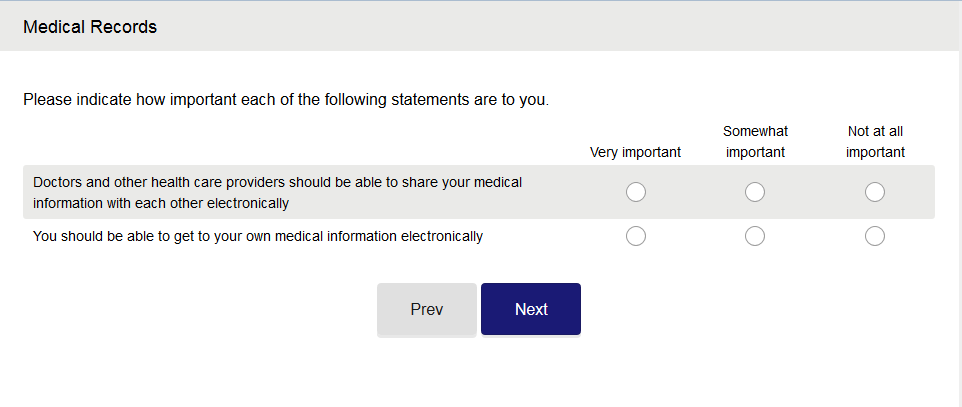 Medical Records
Please indicate how important each of the following statements are to you.
Very important
Somewhat
important
Not at all
important
Doctors and other health care providers should be able to share your medical
information with each other electronically
You should be able to get to your own medical information electronically
Prev
Next